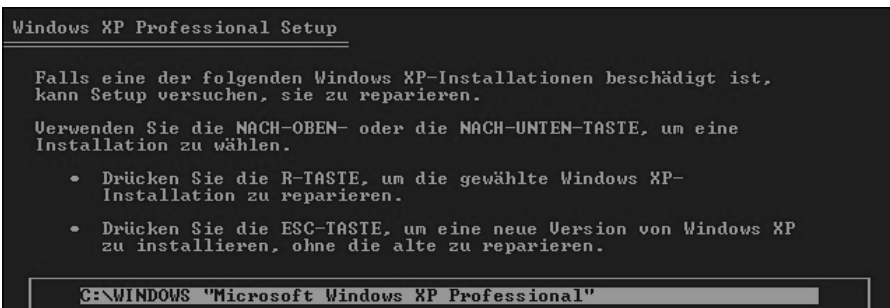 Windows XP Professional Setup
Falls eine der folgenden Windows XP-Installationen beschädigt ist,
kann Setup versuchen, sie zu reparieren.
Verwenden Sie die NACH-OBEN- oder die NACH-UNTEN-TASTE, um eine
Installation zu wählen.
• Drücken Sie die R-TASTE, um die gewählte Windows XP-
Installation zu reparieren.
• Drücken Sie die ESC-TASTE, um eine neue Version von Windows XP
zu installieren, ohne die alte zu reparieren.
C:\WINDOWS "Microsoft Windows XP Professional"